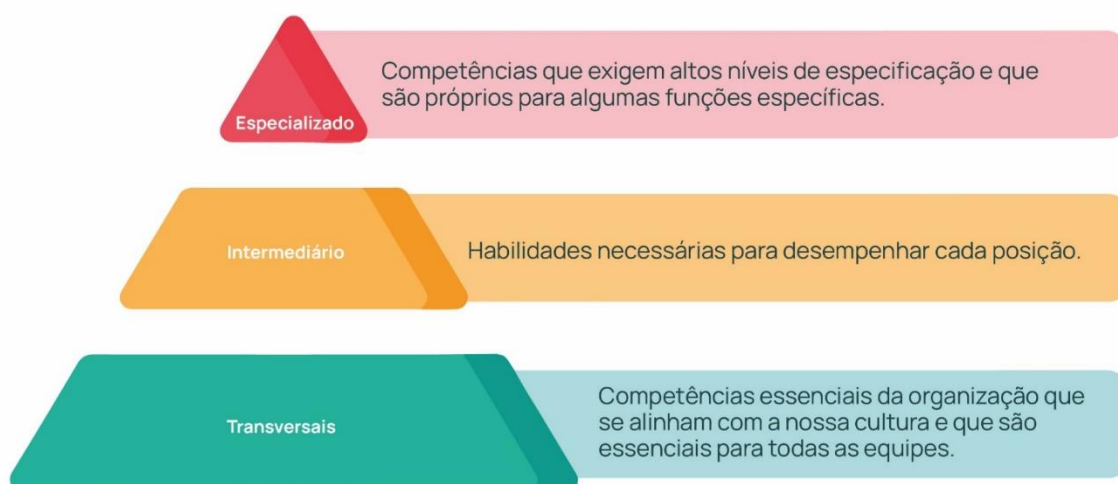 Especializado
Competências que exigem altos níveis de especificação e que
são próprios para algumas funções específicas.
Intermediário
Habilidades necessárias para desempenhar cada posição.
Transversais
Competências essenciais da organização que
se alinham com a nossa cultura e que são
essenciais para todas as equipes.